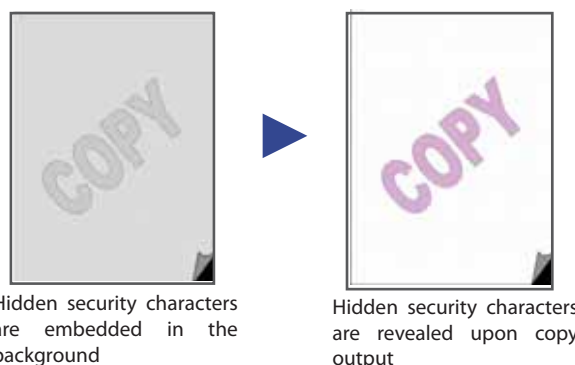 COPY
COPY
Hidden security characters
are embedded in the
background
Hidden security characters
are revealed upon copy
output